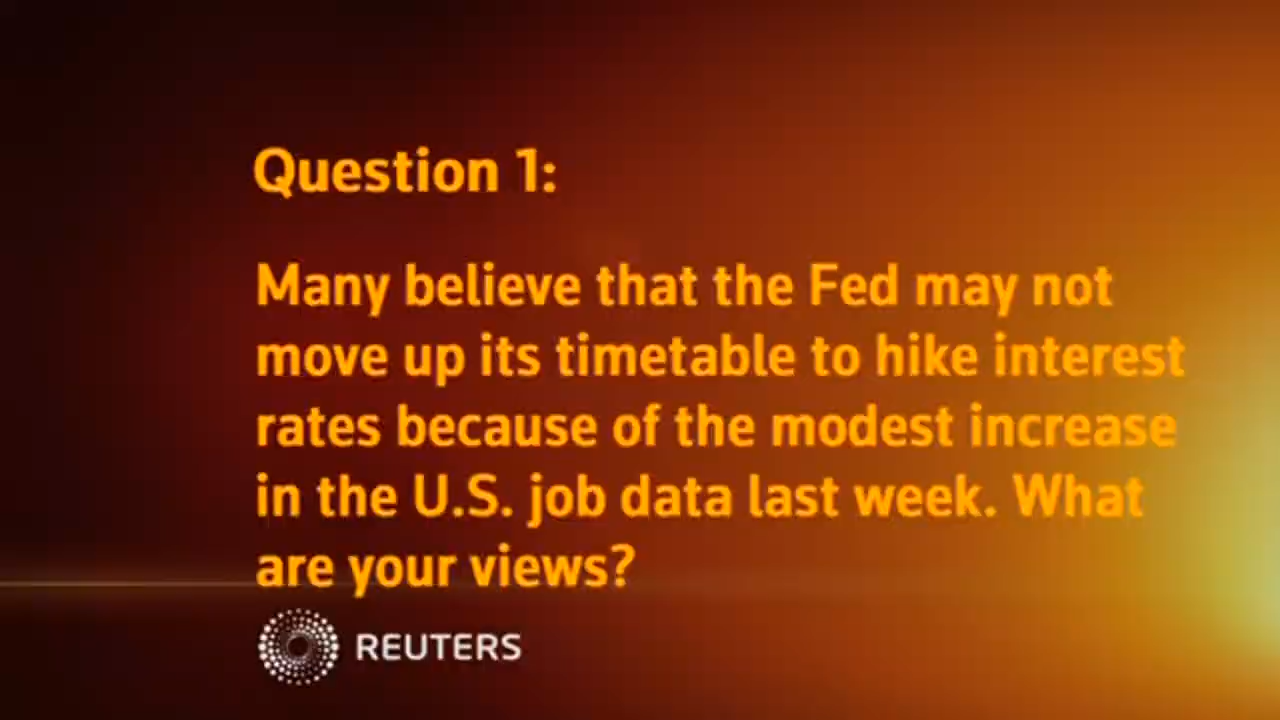 Question 1:
Many believe that the Fed may not
move up its timetable to hike interest
rates because of the modest increase
in the U.S. job data last week. What
are your views?
REUTERS